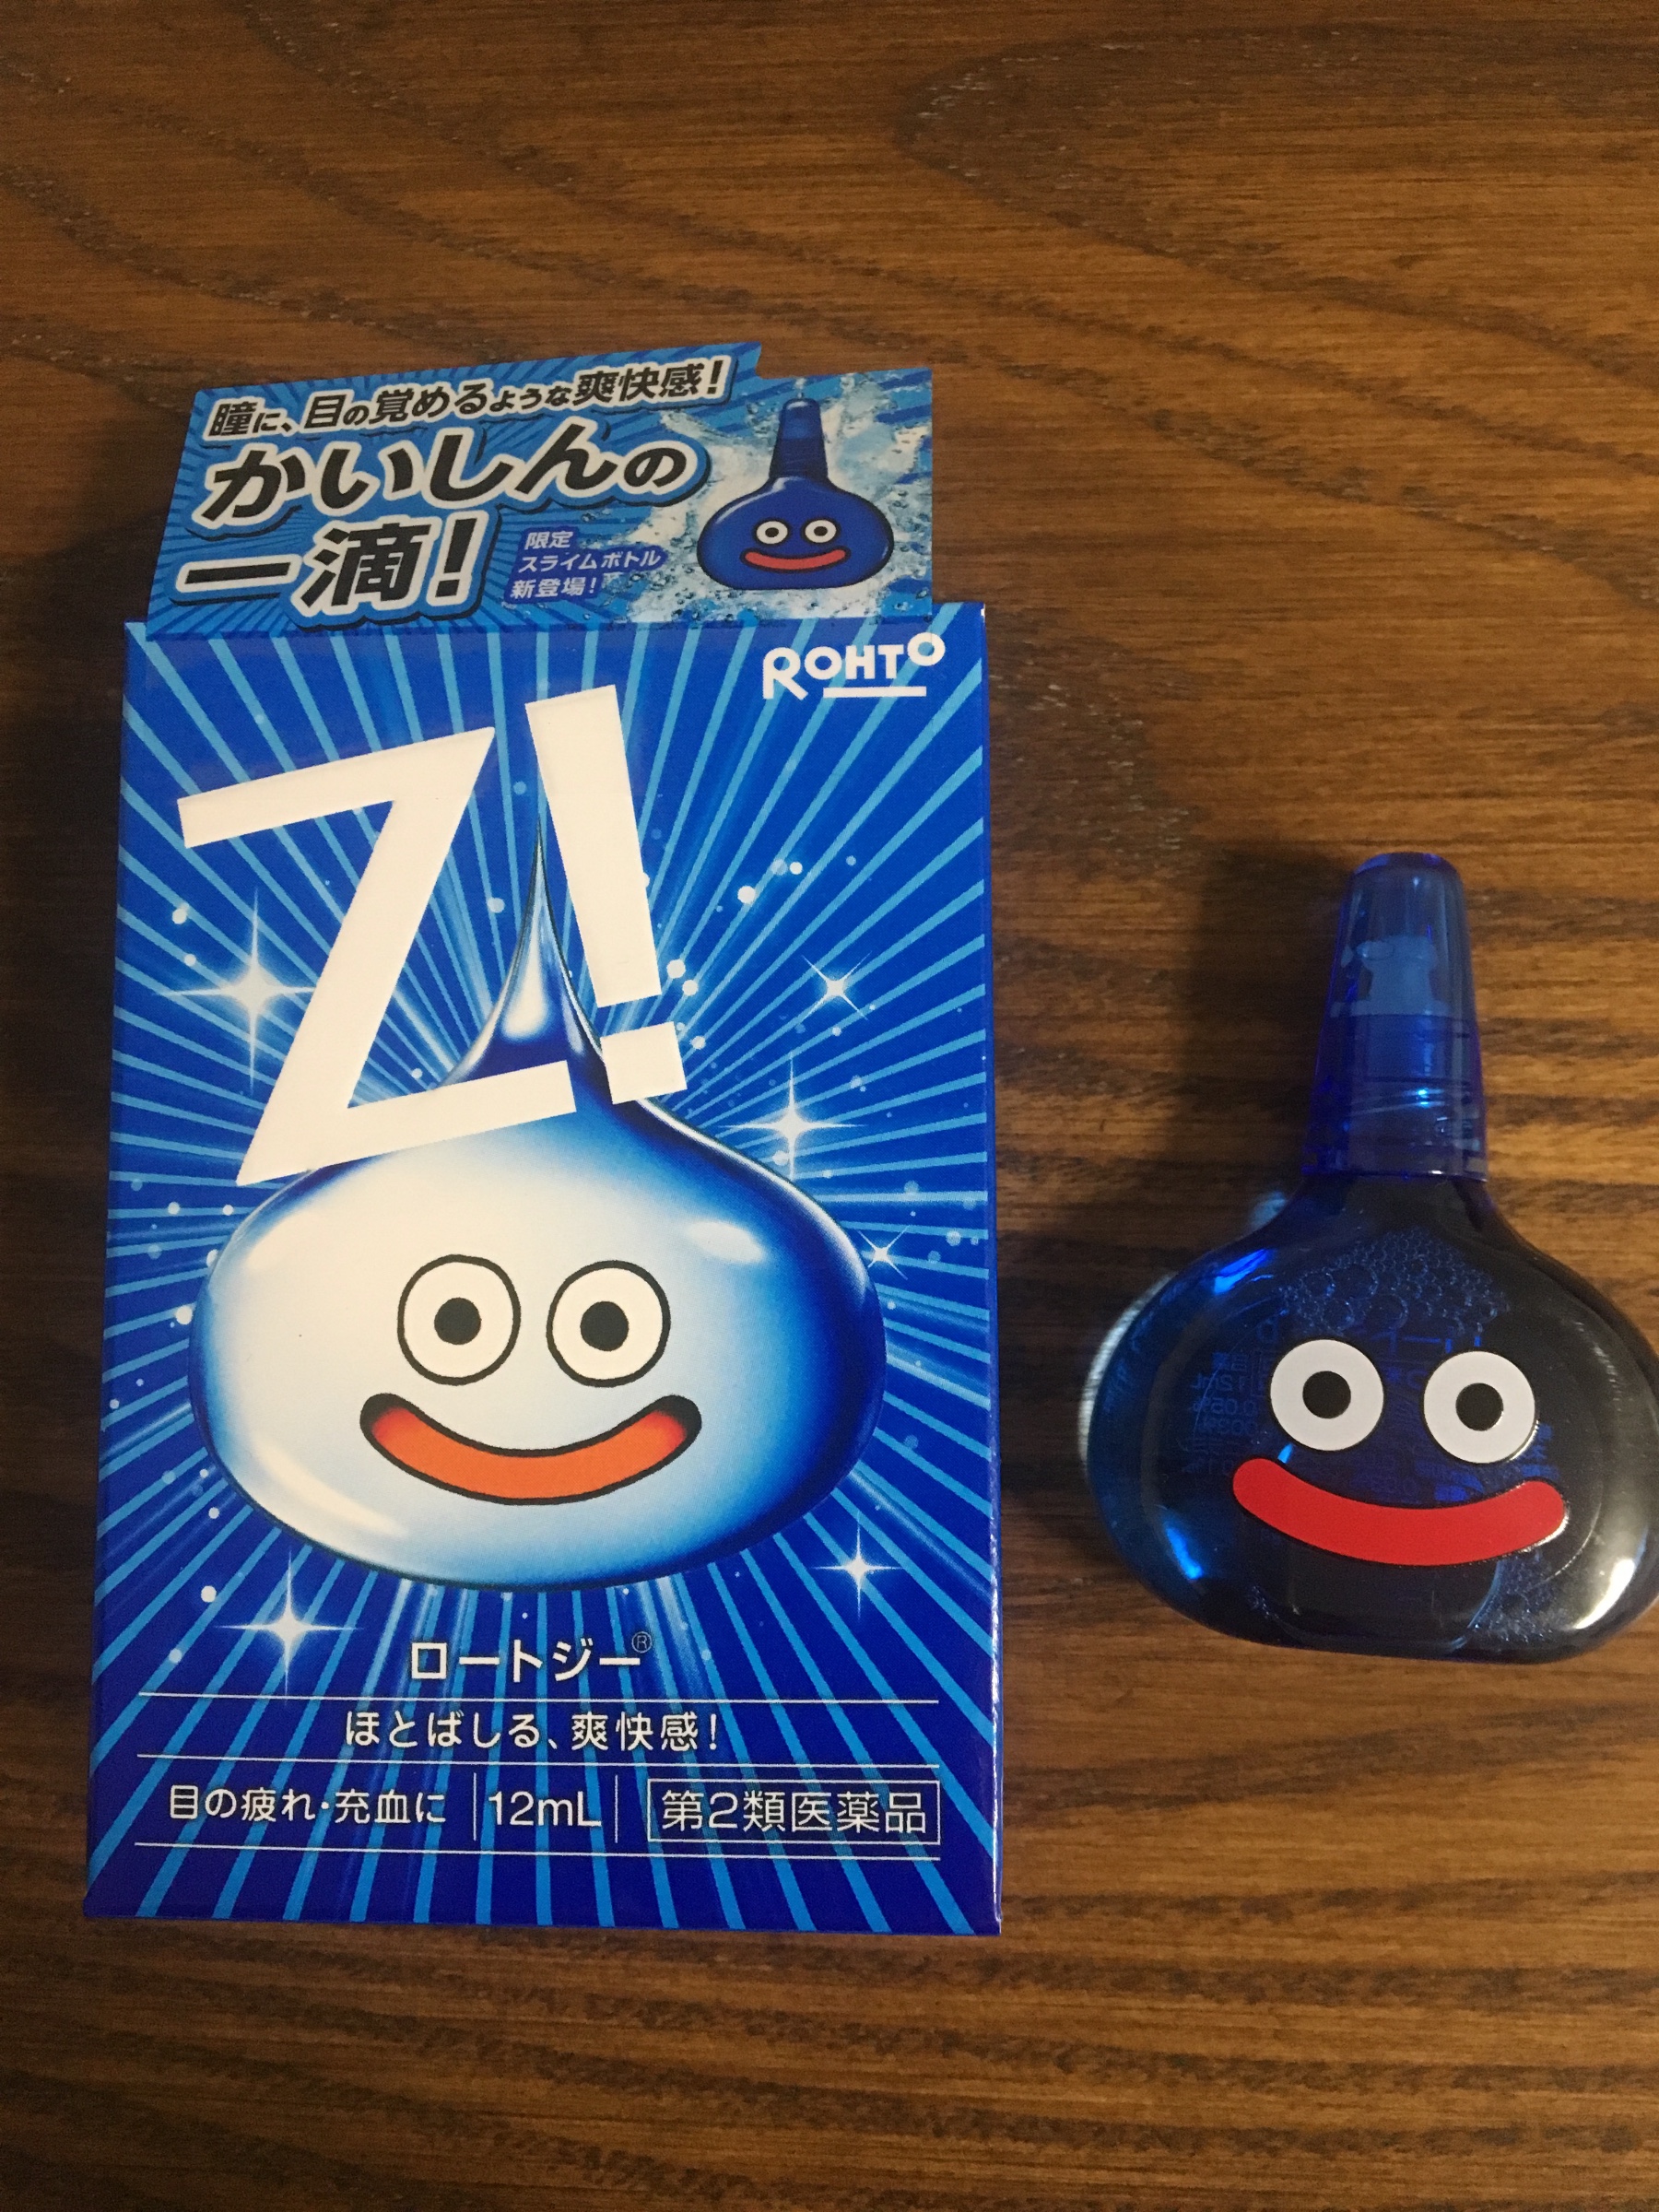 瞳に、目の覚めるような爽快感!
かいしんの
一滴!
限定
スライムボトル
新登場!
ROHTO
Z!
ロートジー®
ほとばしる、爽快感!
目の疲れ・充血に 12mL 第2類医薬品